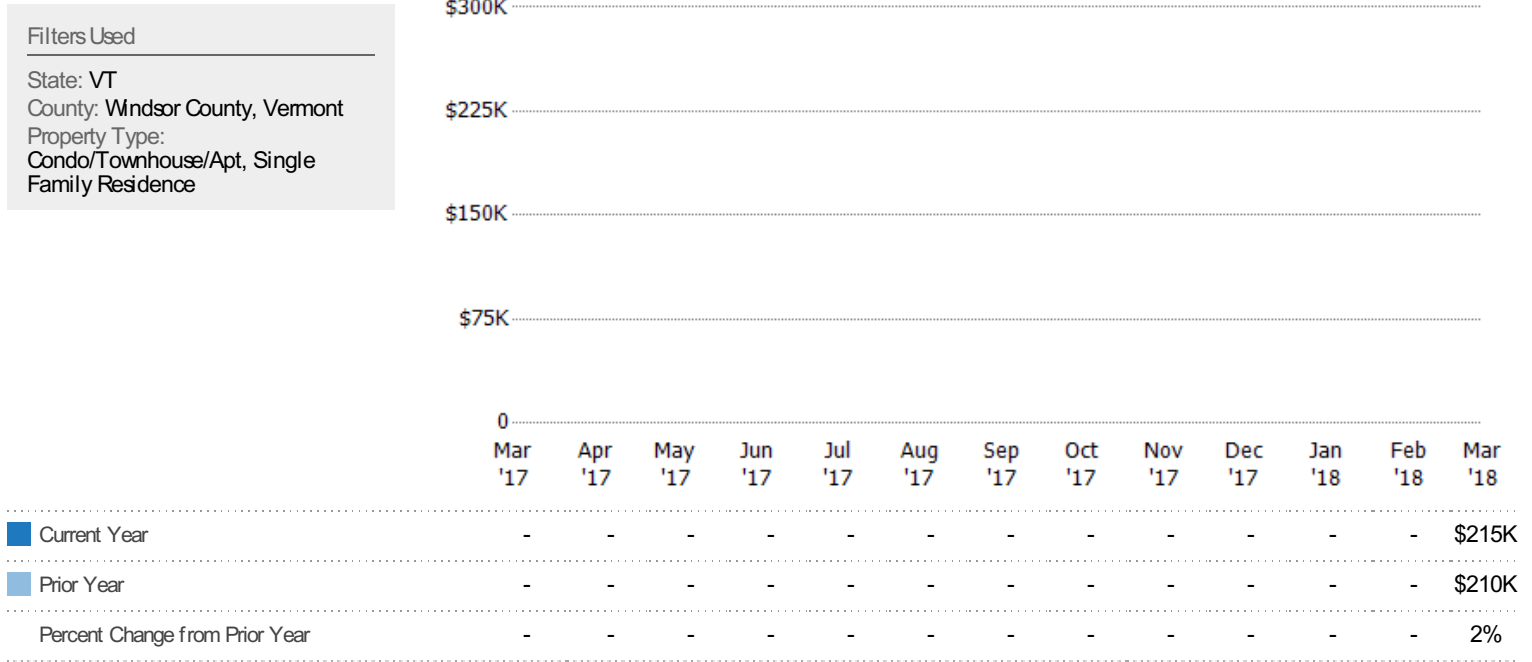 Filters Used
State: VT
County: Windsor County, Vermont
Property Type:
Condo/Townhouse/Apt, Single
Family Residence
$300K
$225K
$150K
$75K
0
Mar Apr May Jun Jul Aug Sep Oct Nov Dec Jan Feb Mar
'17 '17 '17 '17 '17 '17 '17 '17 '17 '17 '18 '18 '18
Current Year - - - - - - - - - - - - $215K
Prior Year - - - - - - - - - - - - $210K
Percent Change from Prior Year - - - - - - - - - - - - 2%